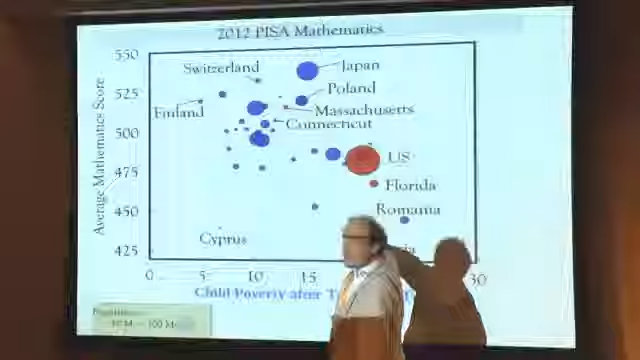 2012 PISA Mathematics
550
Switzerland
Japan
525
Poland
Finland
Massachusetts
Connecticut
500
US
475
Florida
450
Romania
425
Cyprus
Average Mathematics Score
0 5 10 15 30
Child Poverty after T